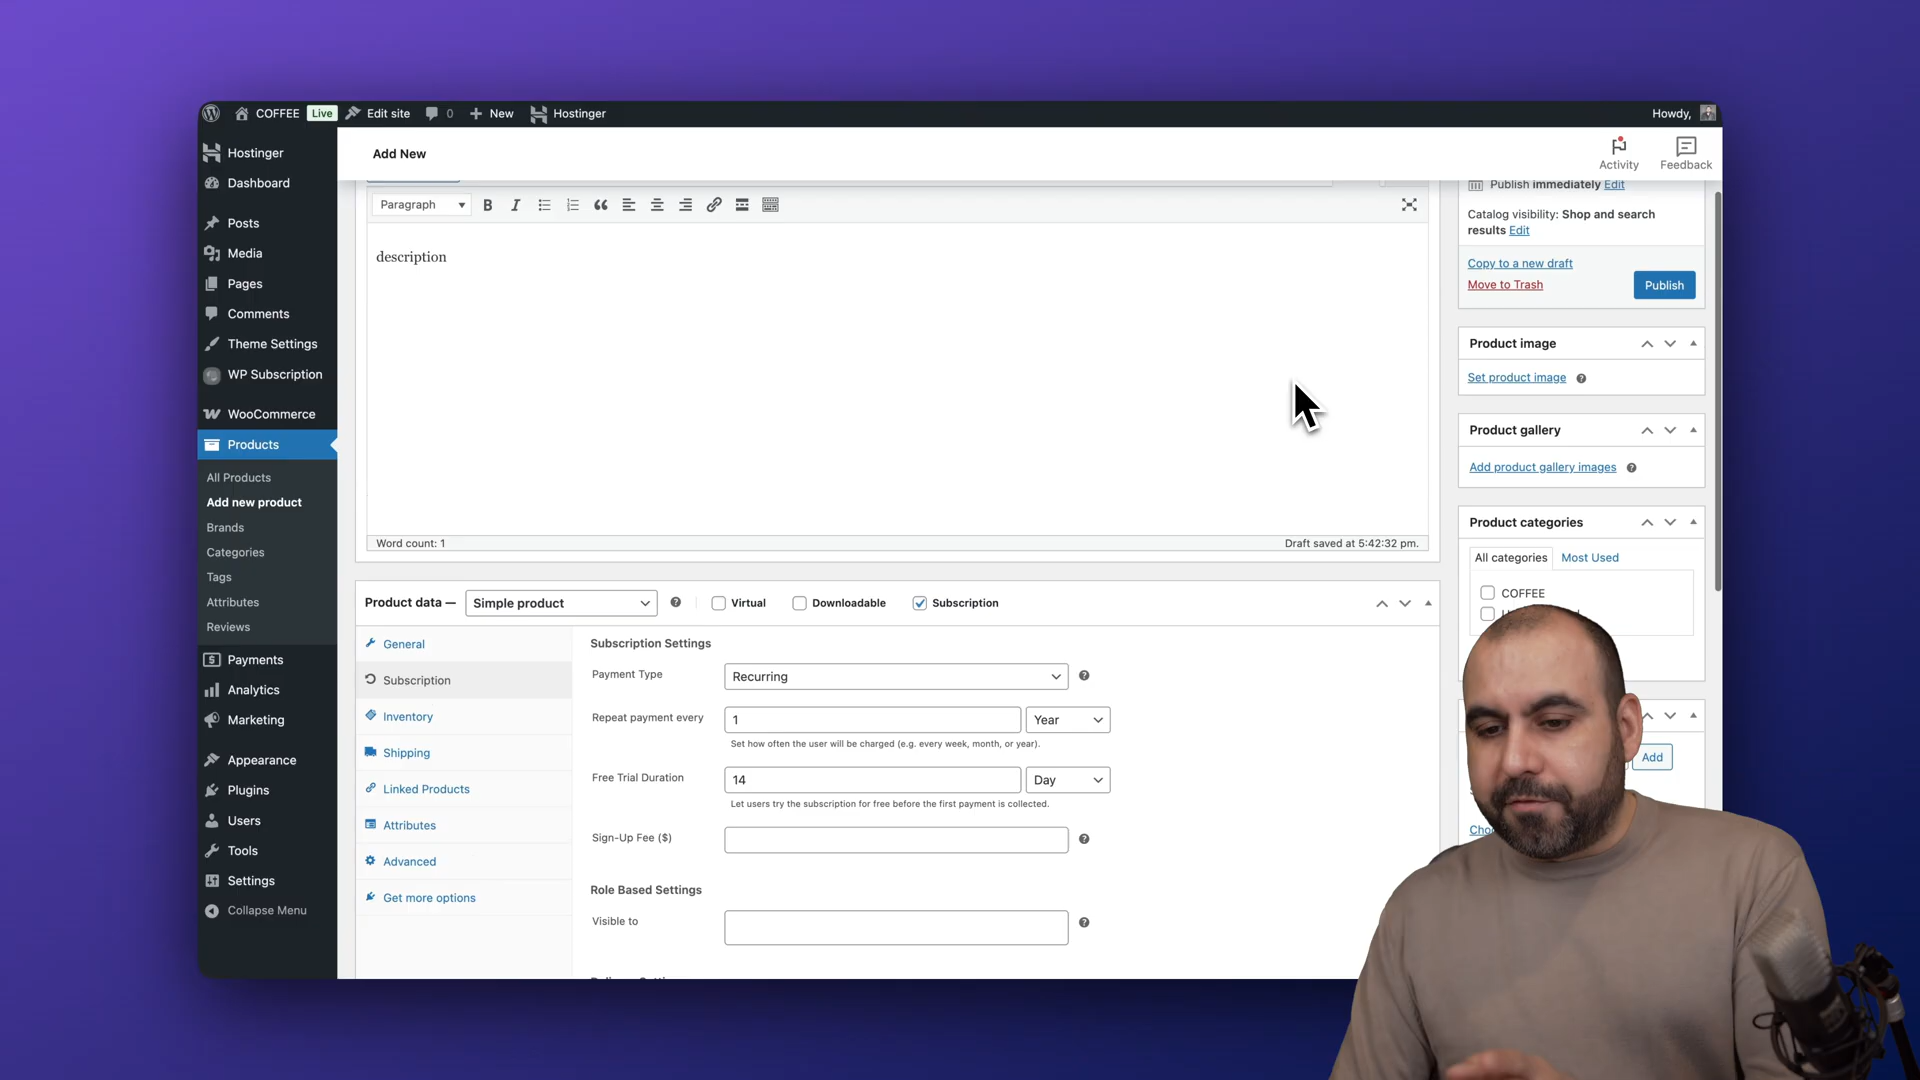 COFFEE Live Edit site 0 New Hostinger Howdy,
Hostinger
Dashboard
Posts
Media
Pages
Comments
Theme Settings
WP Subscription
WooCommerce
Products
All Products
Add new product
Brands
Categories
Tags
Attributes
Reviews
Payments
Analytics
Marketing
Appearance
Plugins
Users
Tools
Settings
Collapse Menu
Add New
Activity
Feedback
Paragraph
description
Word count: 1
Draft saved at 5:42:32 pm.
Product data — Simple product Virtual Downloadable Subscription
General
Subscription
Inventory
Shipping
Linked Products
Attributes
Advanced
Get more options
Subscription Settings
Payment Type Recurring
Repeat payment every 1 Year
Set how often the user will be charged (e.g. every week, month, or year).
Free Trial Duration 14 Day
Let users try the subscription for free before the first payment is collected.
Sign-Up Fee ($)
Role Based Settings
Visible to
Publish immediately Edit
Catalog visibility: Shop and search
results Edit
Copy to a new draft
Move to Trash
Publish
Product image
Set product image
Product gallery
Add product gallery images
Product categories
All categories Most Used
COFFEE
Add